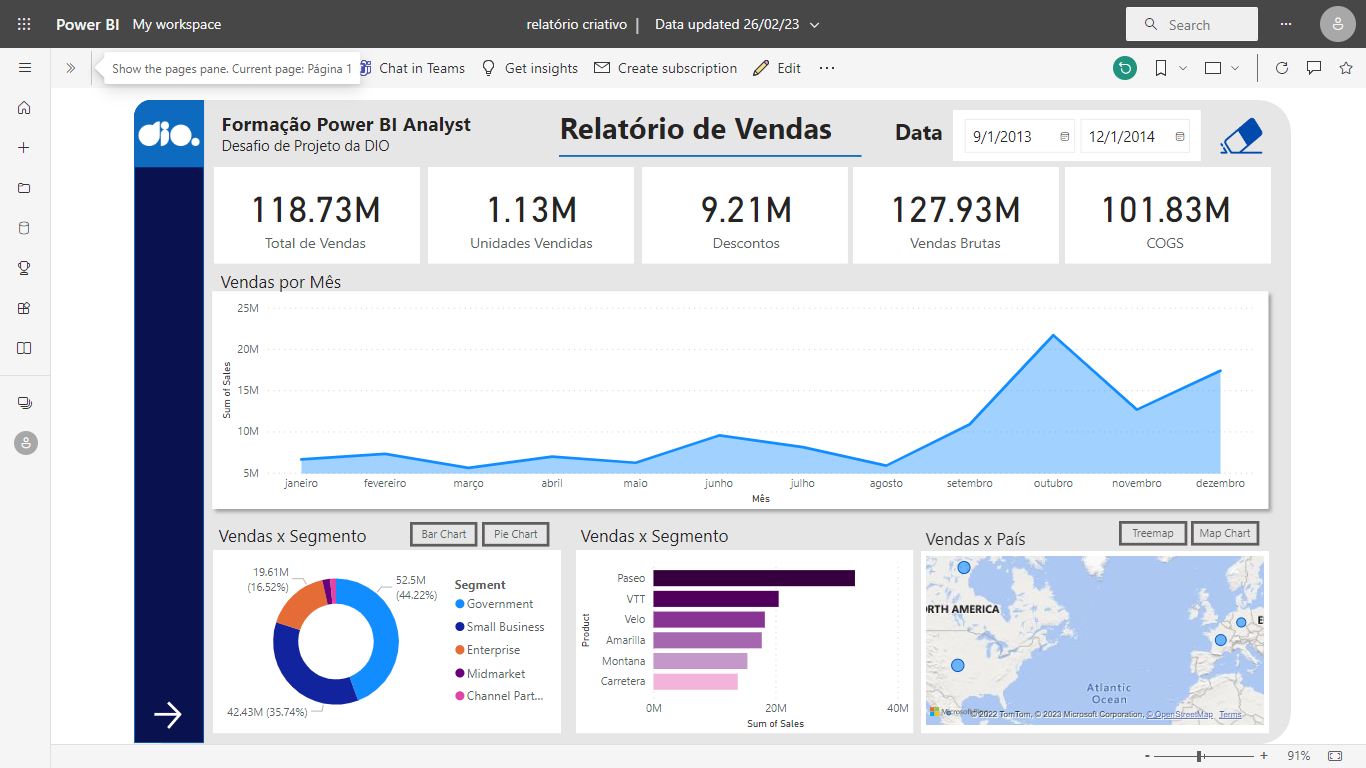 Power BI My workspace
relatório criativo | Data updated 26/02/23
Search
Show the pages pane. Current page: Página 1
Chat in Teams
Get insights
Create subscription
Edit
dio.
Formação Power BI Analyst
Desafio de Projeto da DIO
Relatório de Vendas
Data
9/1/2013
12/1/2014
118.73M
Total de Vendas
1.13M
Unidades Vendidas
9.21M
Descontos
127.93M
Vendas Brutas
101.83M
COGS
Vendas por Mês
25M
20M
15M
10M
5M
Sum of Sales
janeiro fevereiro março abril maio junho julho agosto setembro outubro novembro dezembro
Mês
Vendas x Segmento
Bar Chart
Pie Chart
19.61M
(16.52%)
52.5M
(44.22%)
42.43M (35.74%)
Segment
Government
Small Business
Enterprise
Midmarket
Channel Part...
Vendas x Segmento
Product
Paseo
VTT
Velo
Amarilla
Montana
Carretera
0M 20M 40M
Sum of Sales
Vendas x País
Treemap
Map Chart
RTH AMERICA
E
Atlantic
Ocean
© 2022 TomTom, © 2023 Microsoft Corporation, © OpenStreetMap Terms
- + 91%